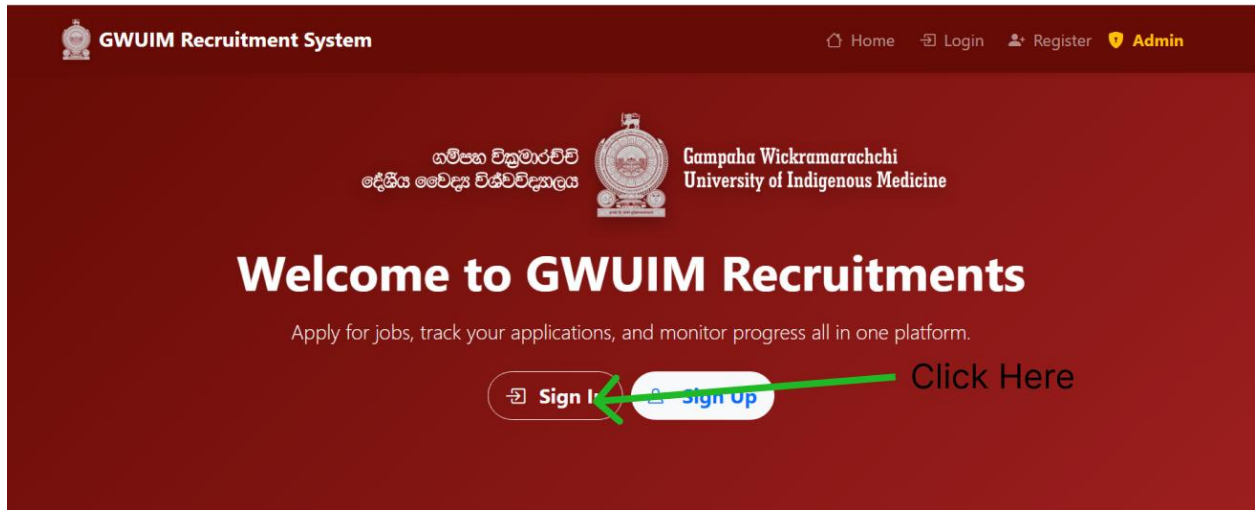 GWUIM Recruitment System
Home
Login
Register
Admin
ගම්පහ වික්‍රමාරච්චි
දේශීය වෛද්‍ය විශ්වවිද්‍යාලය
Gampaha Wickramarachchi
University of Indigenous Medicine
Welcome to GWUIM Recruitments
Apply for jobs, track your applications, and monitor progress all in one platform.
Sign In
Sign Up
Click Here